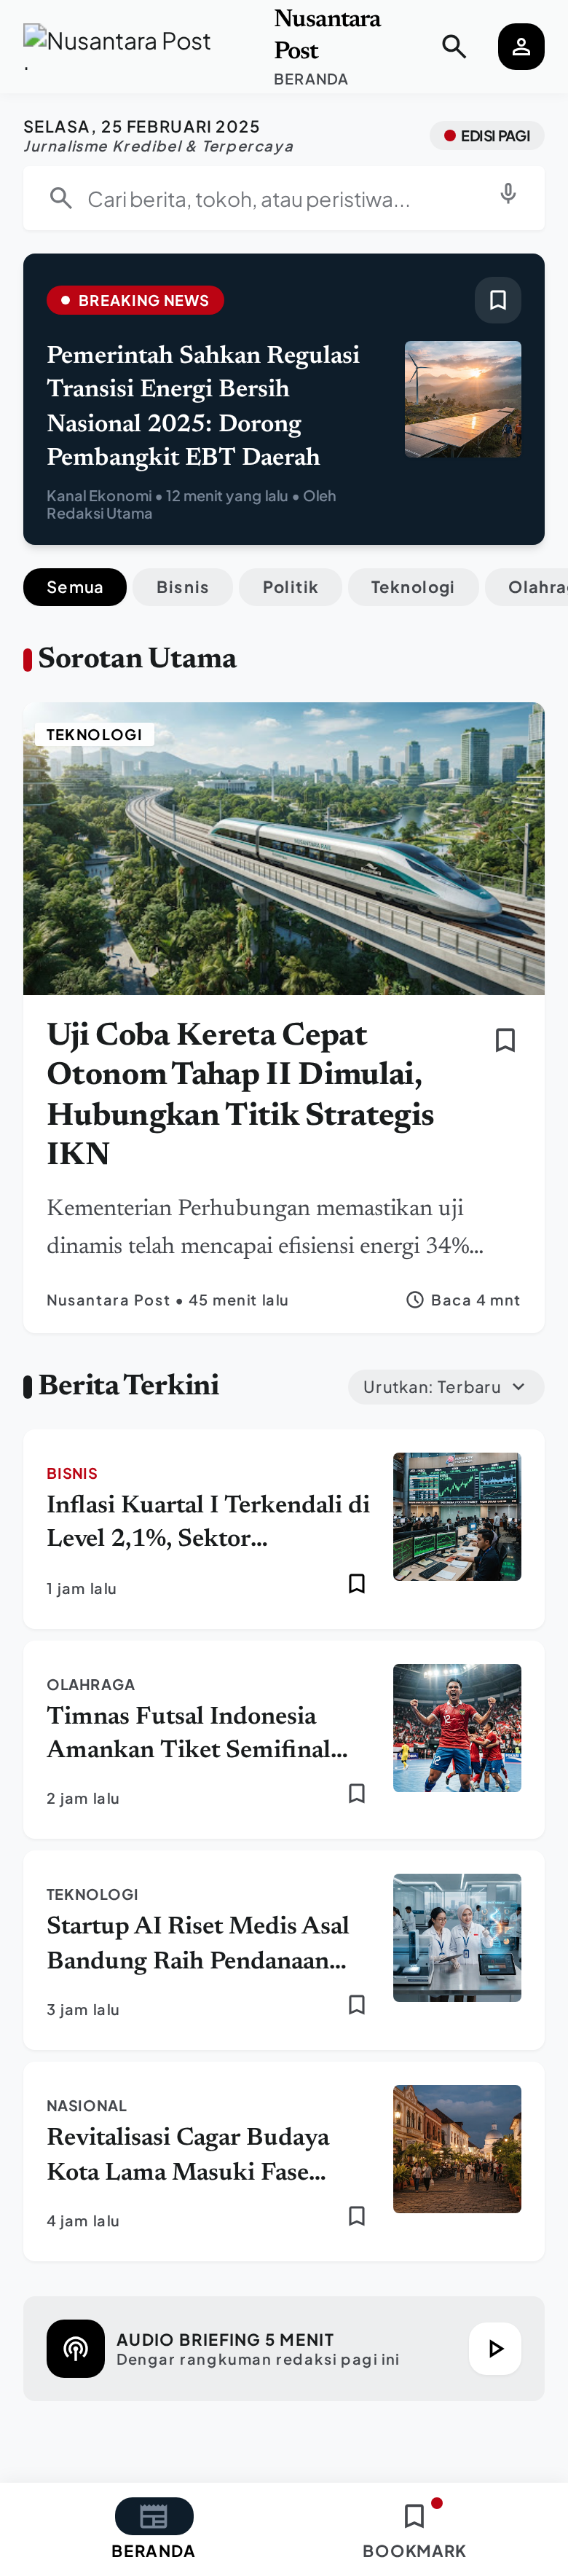 Nusantara Post
Nusantara
Post
BERANDA
SELASA, 25 FEBRUARI 2025
Jurnalisme Kredibel & Terpercaya
EDISI PAGI
Cari berita, tokoh, atau peristiwa...
BREAKING NEWS
Pemerintah Sahkan Regulasi
Transisi Energi Bersih
Nasional 2025: Dorong
Pembangkit EBT Daerah
Kanal Ekonomi • 12 menit yang lalu • Oleh
Redaksi Utama
Semua
Bisnis
Politik
Teknologi
Olahra
Sorotan Utama
TEKNOLOGI
NUSANTARA RAIL
Uji Coba Kereta Cepat
Otonom Tahap II Dimulai,
Hubungkan Titik Strategis
IKN
Kementerian Perhubungan memastikan uji
dinamis telah mencapai efisiensi energi 34%...
Nusantara Post • 45 menit lalu
Baca 4 mnt
Berita Terkini
Urutkan: Terbaru
BISNIS
Inflasi Kuartal I Terkendali di
Level 2,1%, Sektor...
1 jam lalu
OLAHRAGA
Timnas Futsal Indonesia
Amankan Tiket Semifinal...
2 jam lalu
12
TEKNOLOGI
Startup AI Riset Medis Asal
Bandung Raih Pendanaan...
3 jam lalu
NASIONAL
Revitalisasi Cagar Budaya
Kota Lama Masuki Fase...
4 jam lalu
AUDIO BRIEFING 5 MENIT
Dengar rangkuman redaksi pagi ini
BERANDA
BOOKMARK